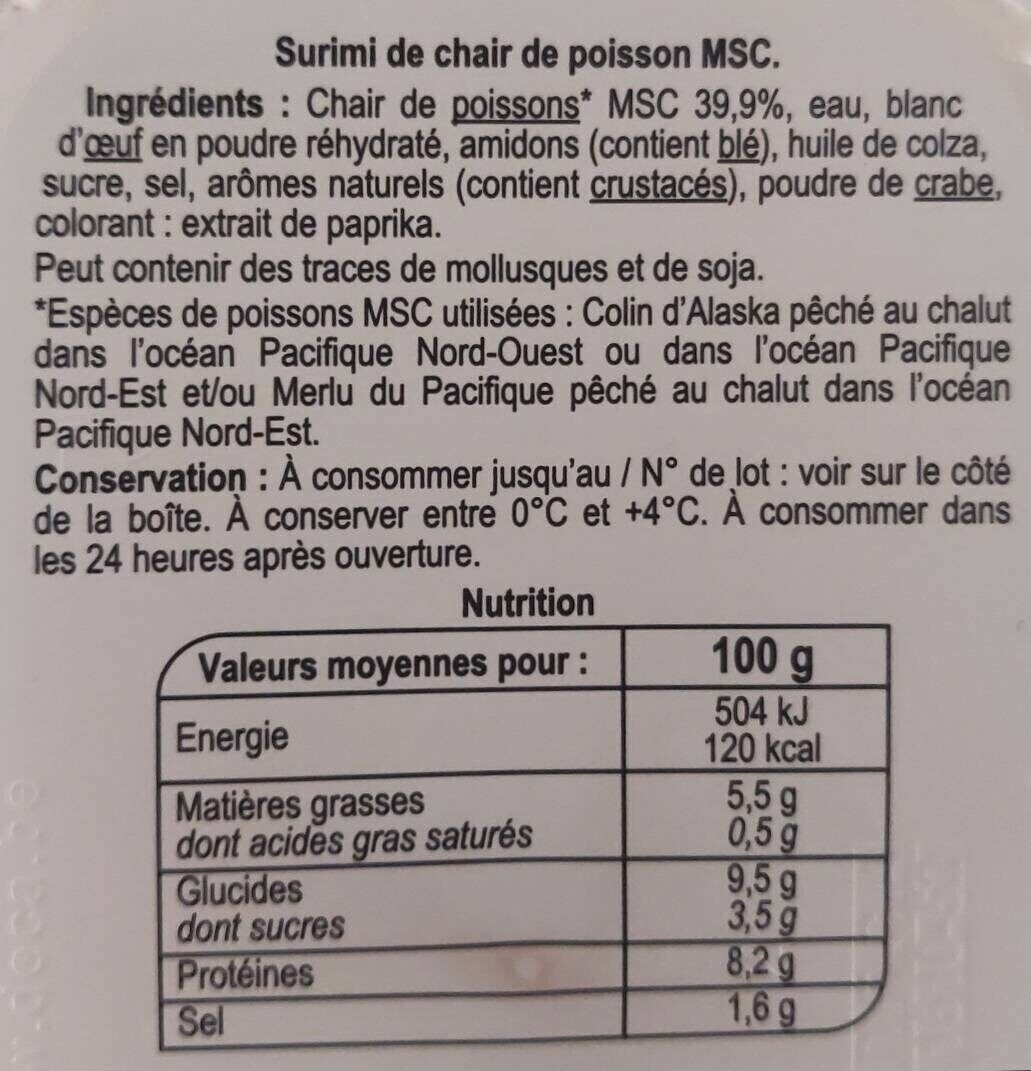 Surimi de chair de poisson MSC.
Ingrédients : Chair de poissons* MSC 39,9%, eau, blanc
d'œuf en poudre réhydraté, amidons (contient blé), huile de colza,
sucre, sel, arômes naturels (contient crustacés), poudre de crabe,
colorant : extrait de paprika.
Peut contenir des traces de mollusques et de soja.
*Espèces de poissons MSC utilisées : Colin d'Alaska pêché au chalut
dans l'océan Pacifique Nord-Ouest ou dans l'océan Pacifique
Nord-Est et/ou Merlu du Pacifique pêché au chalut dans l'océan
Pacifique Nord-Est.
Conservation : À consommer jusqu'au / N° de lot : voir sur le côté
de la boîte. À conserver entre 0°C et +4°C. À consommer dans
les 24 heures après ouverture.
Nutrition
Valeurs moyennes pour : 100 g
Energie 504 kJ
120 kcal
Matières grasses 5,5 g
dont acides gras saturés 0,5 g
Glucides 9,5 g
dont sucres 3,5 g
Protéines 8,2 g
Sel 1,6 g